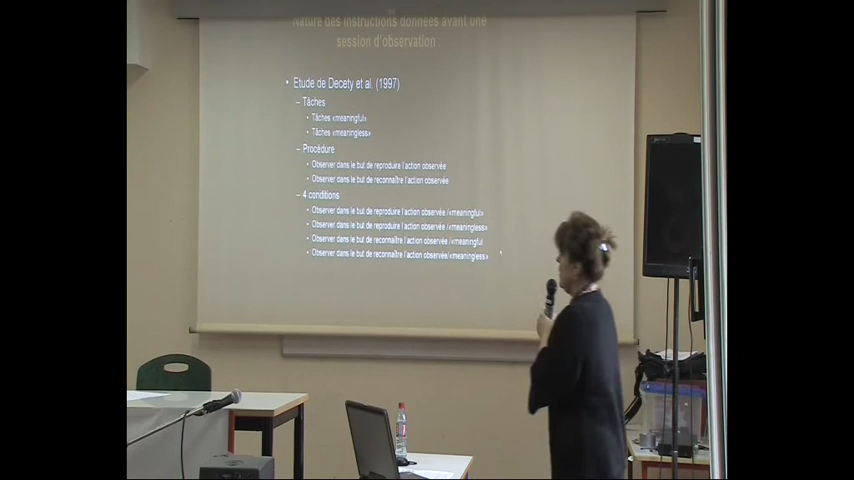 Nature des instructions données avant une
session d'observation
• Etude de Decety et al. (1997)
– Tâches
• Tâches «meaningful»
• Tâches «meaningless»
– Procédure
• Observer dans le but de reproduire l'action observée
• Observer dans le but de reconnaître l'action observée
– 4 conditions
• Observer dans le but de reproduire l'action observée /«meaningful»
• Observer dans le but de reproduire l'action observée /«meaningless»
• Observer dans le but de reconnaître l'action observée /«meaningful
• Observer dans le but de reconnaître l'action observée/«meaningless»